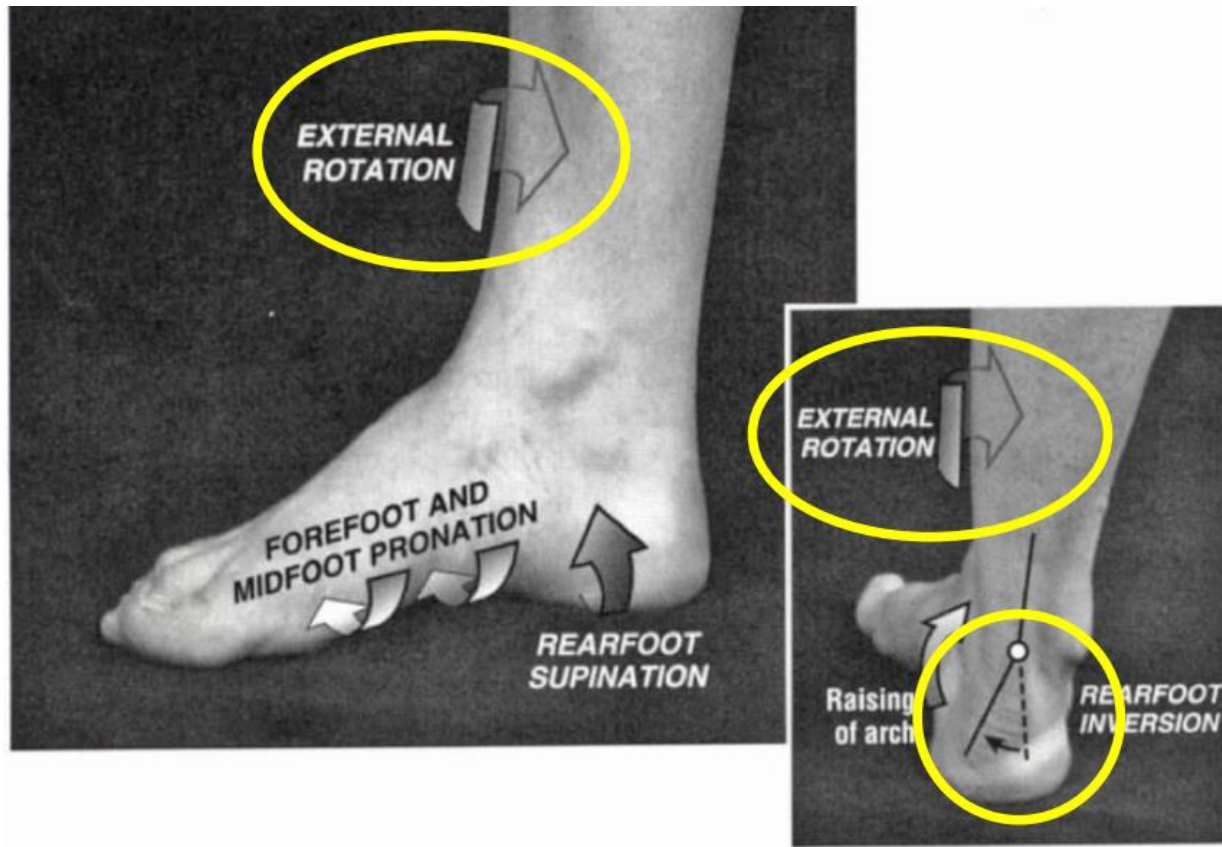 EXTERNAL
ROTATION
FOREFOOT AND
MIDFOOT PRONATION
REARFOOT
SUPINATION
EXTERNAL
ROTATION
Raising
of arch
REARFOOT
INVERSION